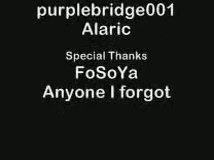 purplebridge001
Alaric
Special Thanks
FoSoYa
Anyone I forgot